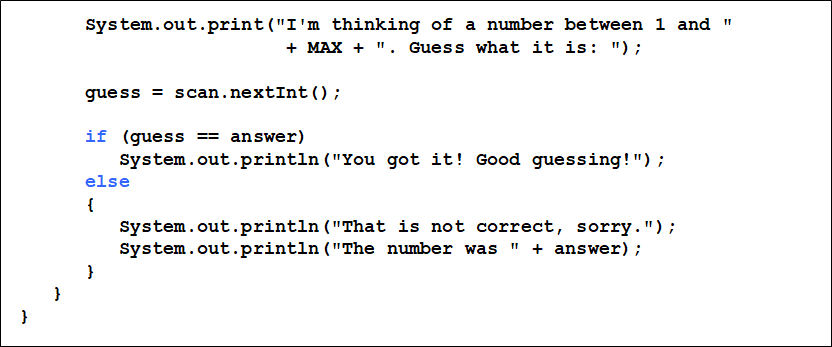 System.out.print("I'm thinking of a number between 1 and "
+ MAX + ". Guess what it is: ");
guess = scan.nextInt();
if (guess == answer)
System.out.println("You got it! Good guessing!");
else
{
System.out.println("That is not correct, sorry.");
System.out.println("The number was " + answer);
}
}
}